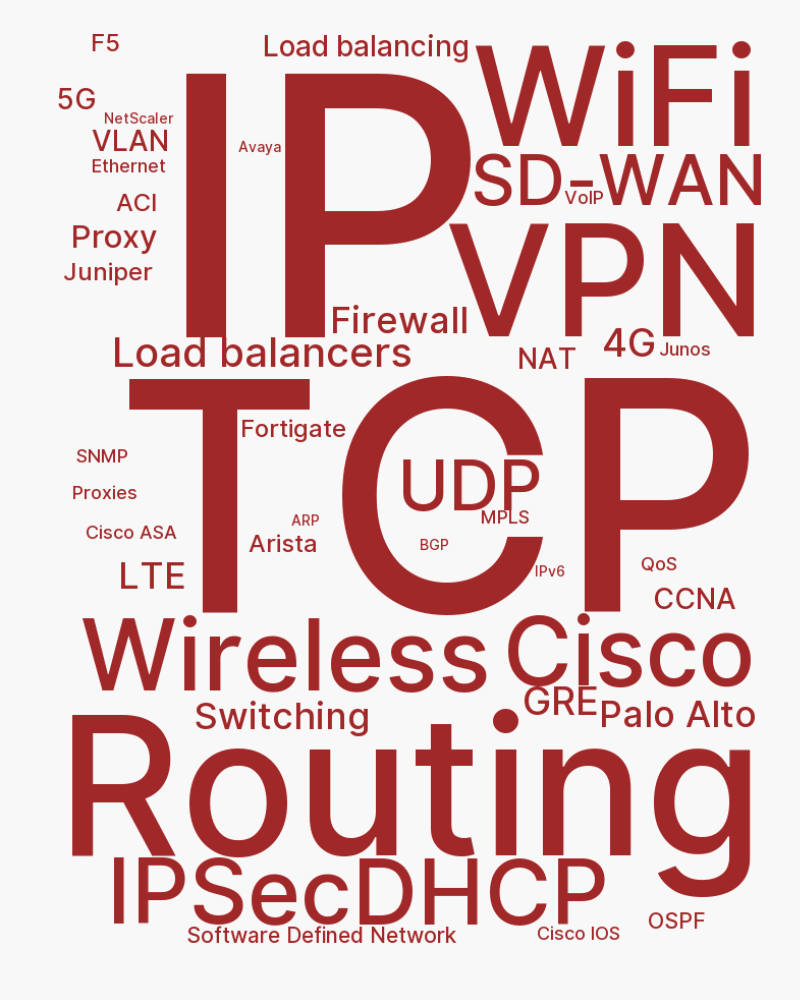 F5
Load balancing
WiFi
5G
NetScaler
VLAN
Avaya
IP
Ethernet
SD-WAN
VoIP
ACI
Proxy
VPN
Juniper
Firewall
Load balancers
NAT
4G
Junos
TCP
Fortigate
SNMP
UDP
Proxies
MPLS
ARP
Cisco ASA
Arista
BGP
IPv6
QoS
LTE
CCNA
Wireless
Cisco
GRE
Switching
Palo Alto
Routing
IPSec
DHCP
OSPF
Software Defined Network
Cisco IOS